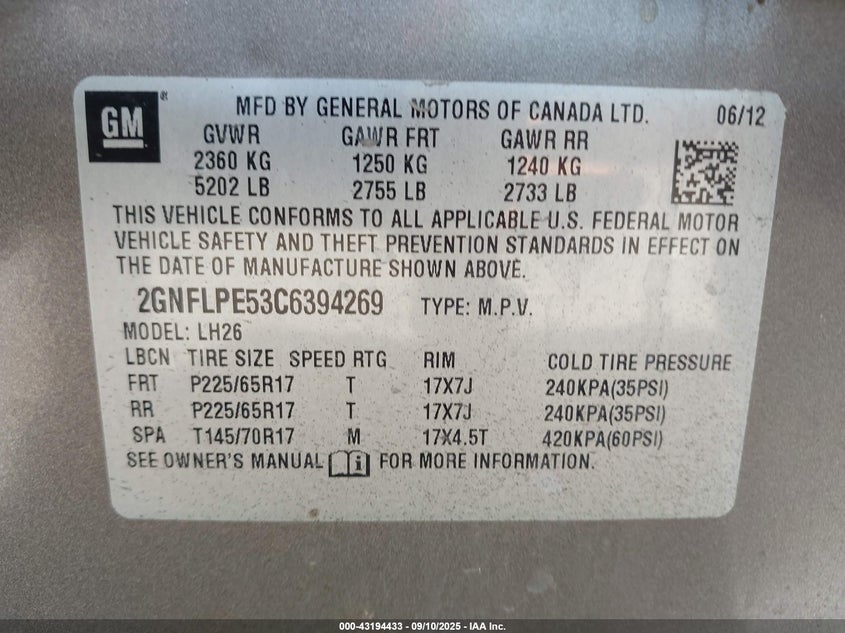 GM ®
MFD BY GENERAL MOTORS OF CANADA LTD. 06/12
GVWR GAWR FRT GAWR RR
2360 KG 1250 KG 1240 KG
5202 LB 2755 LB 2733 LB
THIS VEHICLE CONFORMS TO ALL APPLICABLE U.S. FEDERAL MOTOR
VEHICLE SAFETY AND THEFT PREVENTION STANDARDS IN EFFECT ON
THE DATE OF MANUFACTURE SHOWN ABOVE.
2GNFLPE53C6394269 TYPE: M.P.V.
MODEL: LH26
LBCN TIRE SIZE SPEED RTG RIM COLD TIRE PRESSURE
FRT P225/65R17 T 17X7J 240KPA(35PSI)
RR P225/65R17 T 17X7J 240KPA(35PSI)
SPA T145/70R17 M 17X4.5T 420KPA(60PSI)
SEE OWNER'S MANUAL i FOR MORE INFORMATION.
000-43194433 - 09/10/2025 - IAA Inc.